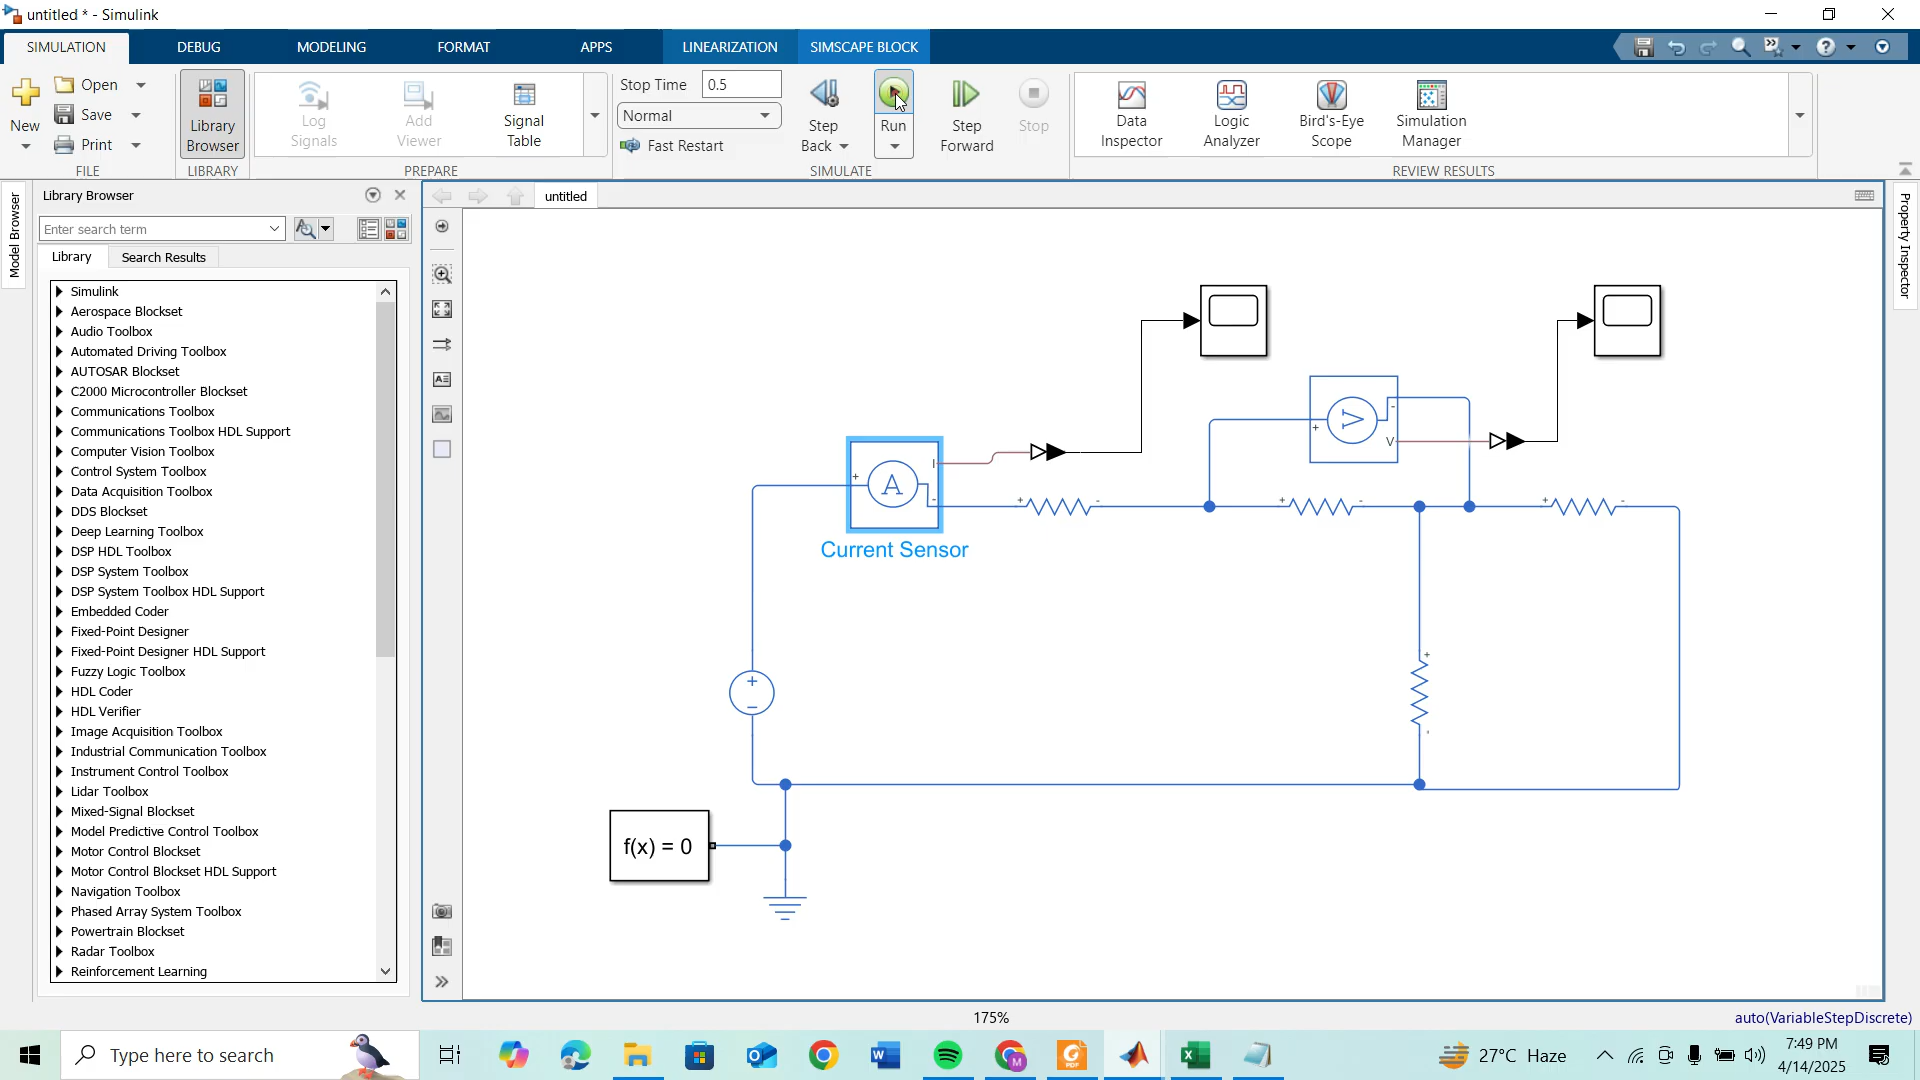 untitled * - Simulink
SIMULATION
DEBUG
MODELING
FORMAT
APPS
LINEARIZATION
SIMSCAPE BLOCK
New
Open
Save
Print
FILE
Library
Browser
LIBRARY
Log
Signals
Add
Viewer
Signal
Table
PREPARE
Stop Time 0.5
Normal
Fast Restart
Step
Back
Run
Step
Forward
Stop
SIMULATE
Data
Inspector
Logic
Analyzer
Bird's-Eye
Scope
Simulation
Manager
REVIEW RESULTS
Model Browser
Library Browser
Enter search term
Library
Search Results
Simulink
Aerospace Blockset
Audio Toolbox
Automated Driving Toolbox
AUTOSAR Blockset
C2000 Microcontroller Blockset
Communications Toolbox
Communications Toolbox HDL Support
Computer Vision Toolbox
Control System Toolbox
Data Acquisition Toolbox
DDS Blockset
Deep Learning Toolbox
DSP HDL Toolbox
DSP System Toolbox
DSP System Toolbox HDL Support
Embedded Coder
Fixed-Point Designer
Fixed-Point Designer HDL Support
Fuzzy Logic Toolbox
HDL Coder
HDL Verifier
Image Acquisition Toolbox
Industrial Communication Toolbox
Instrument Control Toolbox
Lidar Toolbox
Mixed-Signal Blockset
Model Predictive Control Toolbox
Motor Control Blockset
Motor Control Blockset HDL Support
Navigation Toolbox
Phased Array System Toolbox
Powertrain Blockset
Radar Toolbox
Reinforcement Learning
untitled
Property Inspector
+ A I -
Current Sensor
+ V - V
+ -
+ -
+ -
+ -
+ −
f(x) = 0
175%
auto(VariableStepDiscrete)
Type here to search
27°C Haze
7:49 PM
4/14/2025